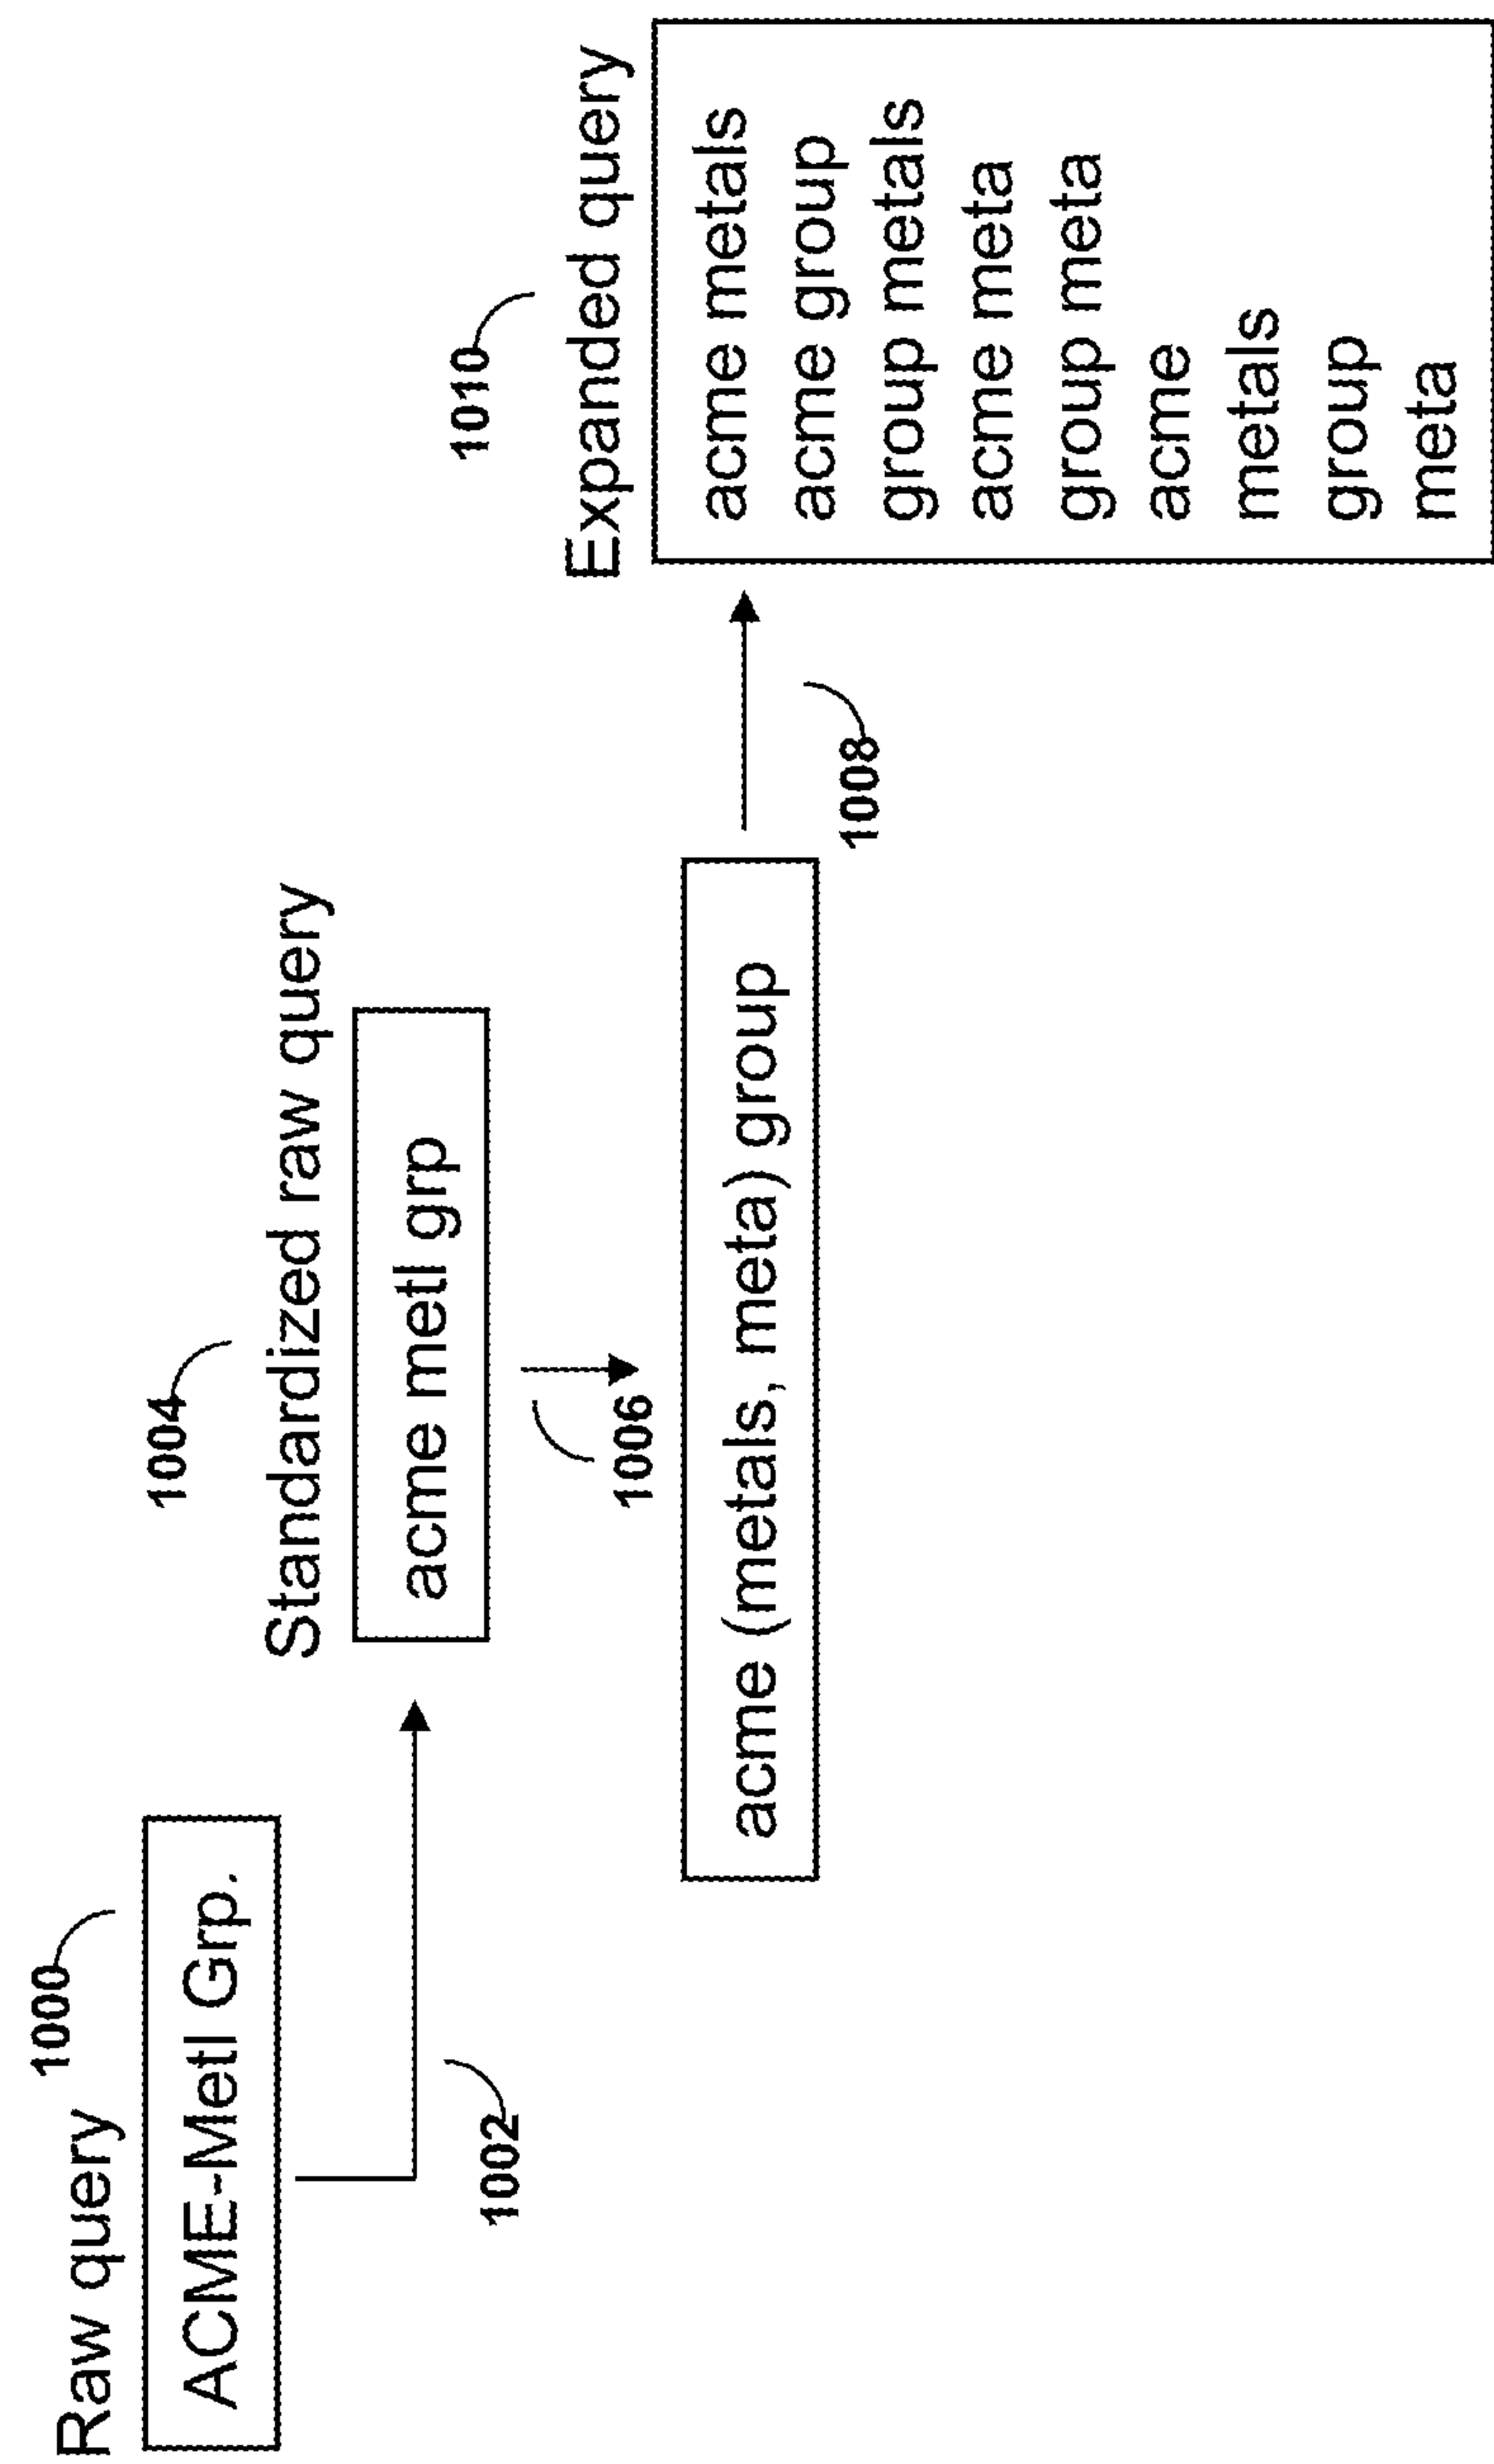 Raw query
1000
ACME-Metl Grp.
1002
1004
Standardized raw query
acme metl grp
1006
acme (metals, meta) group
1008
1010
Expanded query
acme metals
acme group
group metals
acme meta
group meta
acme
metals
group
meta